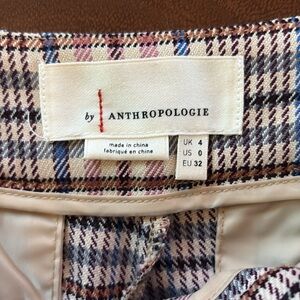 by ANTHROPOLOGIE
made in china
fabriqué en chine
UK 4
US 0
EU 32